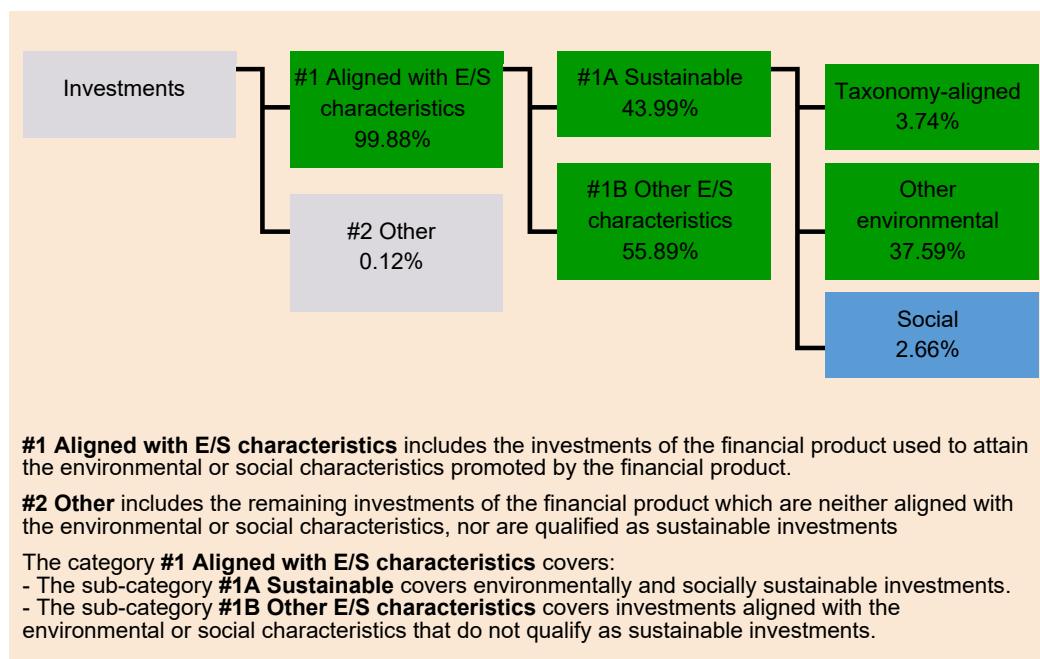 Investments
#1 Aligned with E/S
characteristics
99.88%
#2 Other
0.12%
#1A Sustainable
43.99%
#1B Other E/S
characteristics
55.89%
Taxonomy-aligned
3.74%
Other
environmental
37.59%
Social
2.66%
#1 Aligned with E/S characteristics includes the investments of the financial product used to attain
the environmental or social characteristics promoted by the financial product.
#2 Other includes the remaining investments of the financial product which are neither aligned with
the environmental or social characteristics, nor are qualified as sustainable investments
The category #1 Aligned with E/S characteristics covers:
- The sub-category #1A Sustainable covers environmentally and socially sustainable investments.
- The sub-category #1B Other E/S characteristics covers investments aligned with the
environmental or social characteristics that do not qualify as sustainable investments.